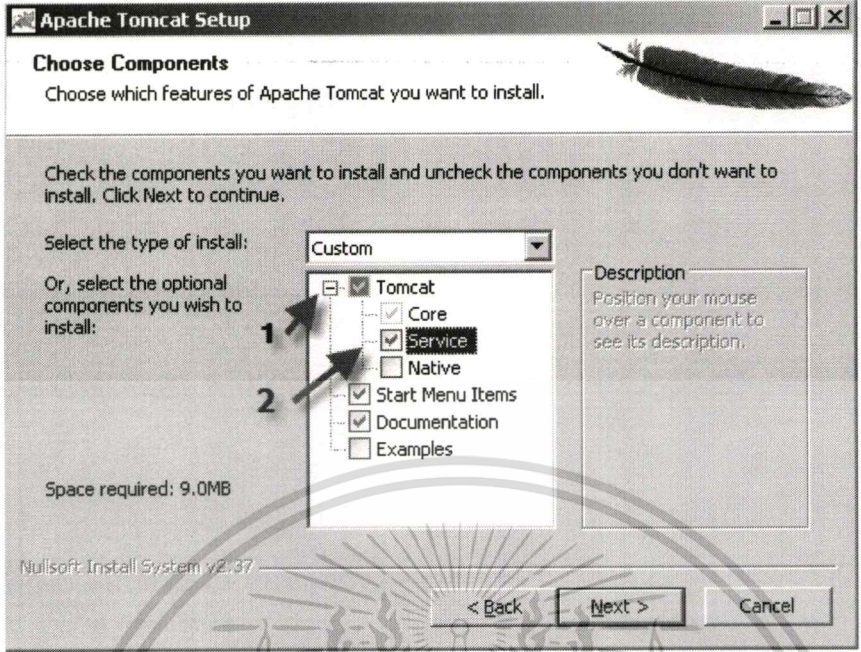 Apache Tomcat Setup
Choose Components
Choose which features of Apache Tomcat you want to install.
Check the components you want to install and uncheck the components you don't want to
install. Click Next to continue.
Select the type of install:
Custom
Or, select the optional
components you wish to
install:
Tomcat
Core
Service
Native
Start Menu Items
Documentation
Examples
1
2
Description
Position your mouse
over a component to
see its description.
Space required: 9.0MB
Nullsoft Install System v2.37
< Back
Next >
Cancel